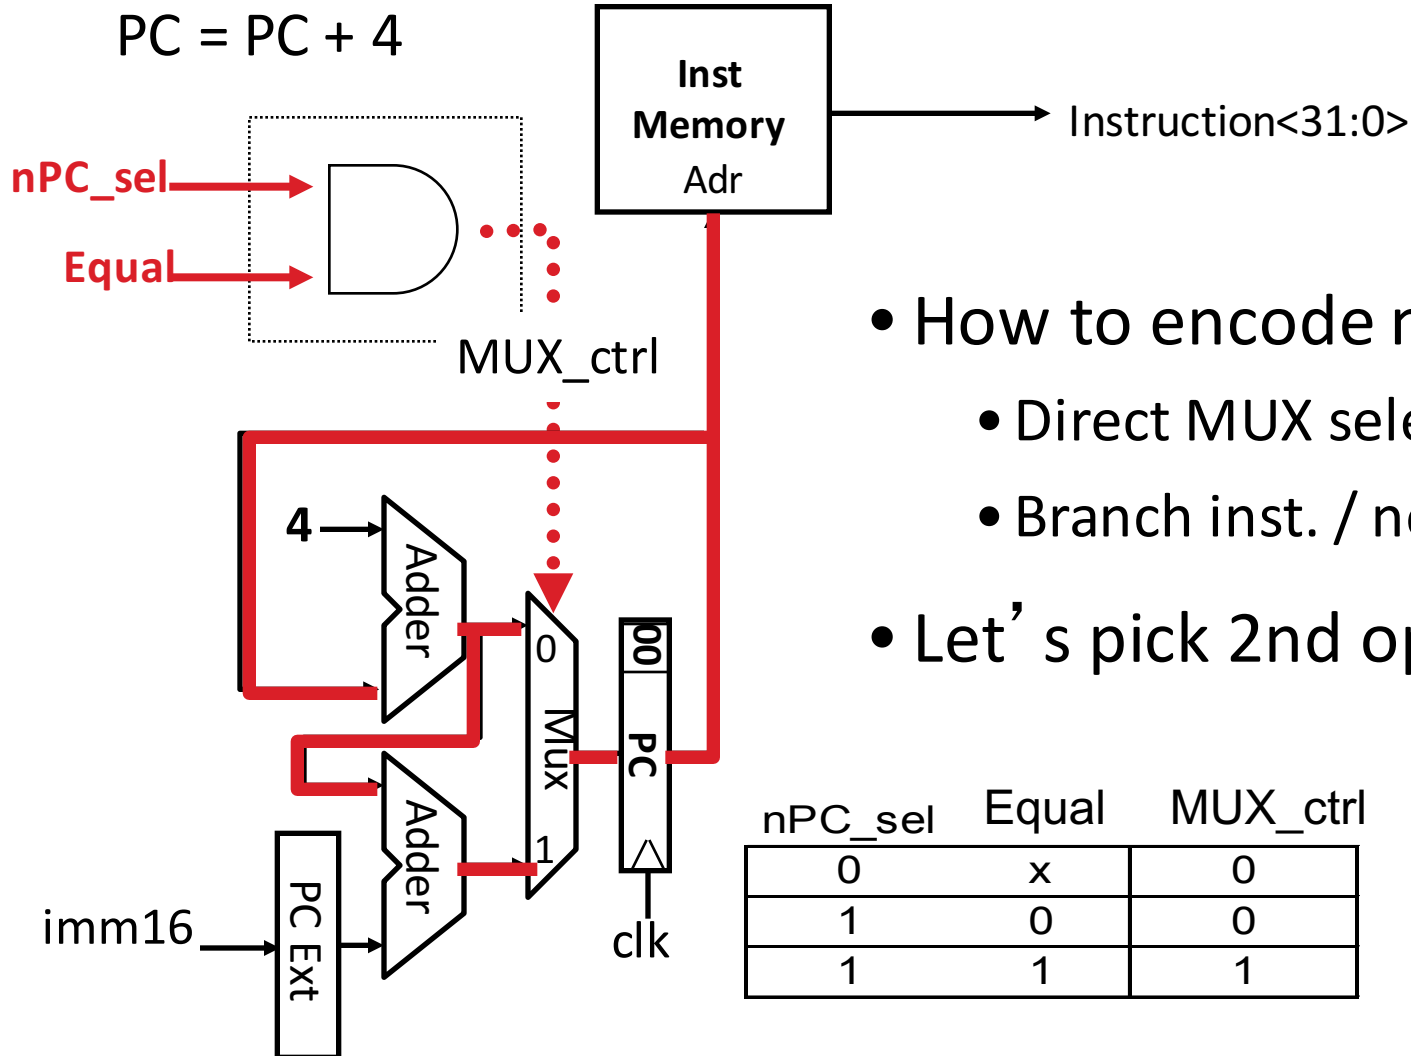 PC = PC + 4
Inst
Memory
Adr
Instruction<31:0>
nPC_sel
Equal
MUX_ctrl
• How to encode
• Direct MUX
• Branch inst. /
• Let’s pick 2nd
4
Adder
0
Mux
1
00
PC
clk
Adder
imm16
PC Ext
nPC_sel Equal MUX_ctrl
0 x 0
1 0 0
1 1 1